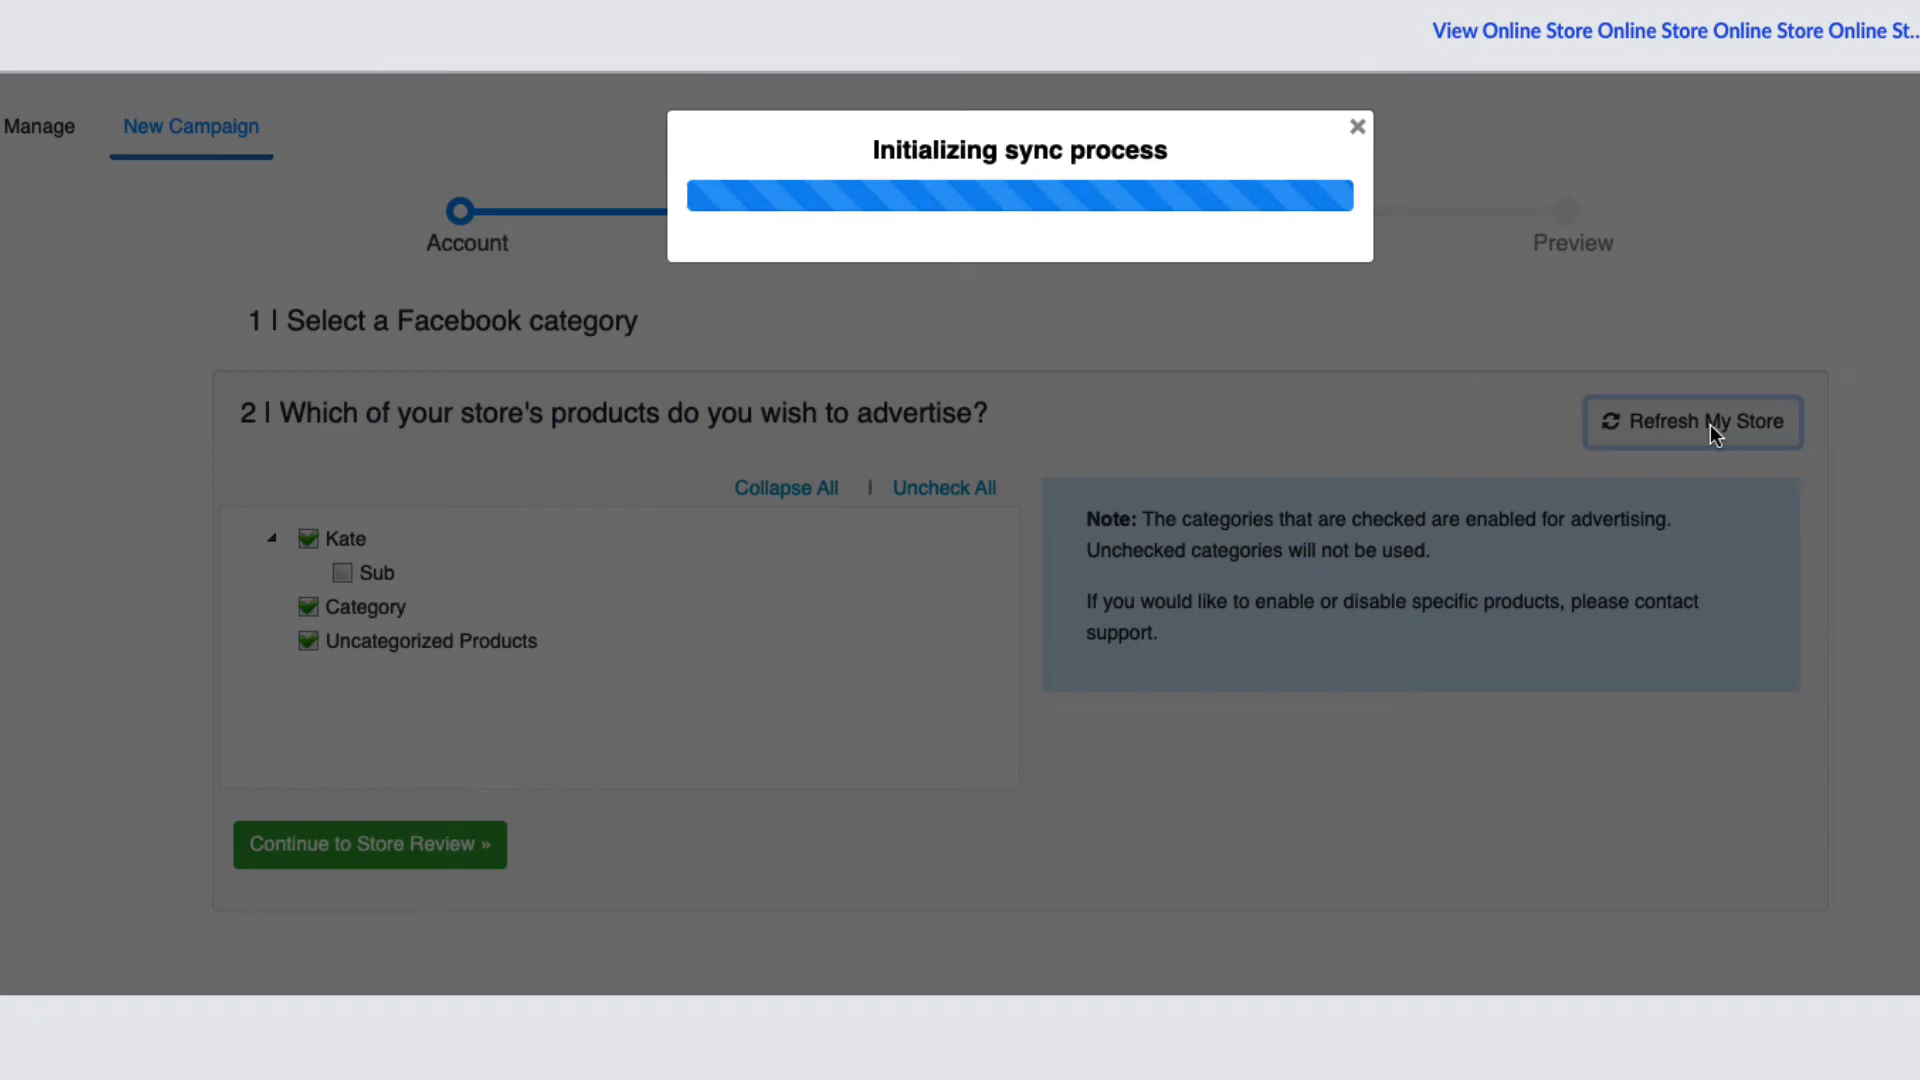 View Online Store Online Store Online Store Online St..
Manage
New Campaign
Initializing sync process
Account
Preview
1 | Select a Facebook category
2 | Which of your store's products do you wish to advertise?
Refresh My Store
Collapse All | Uncheck All
Kate
Sub
Category
Uncategorized Products
Note: The categories that are checked are enabled for advertising.
Unchecked categories will not be used.
If you would like to enable or disable specific products, please contact
support.
Continue to Store Review »